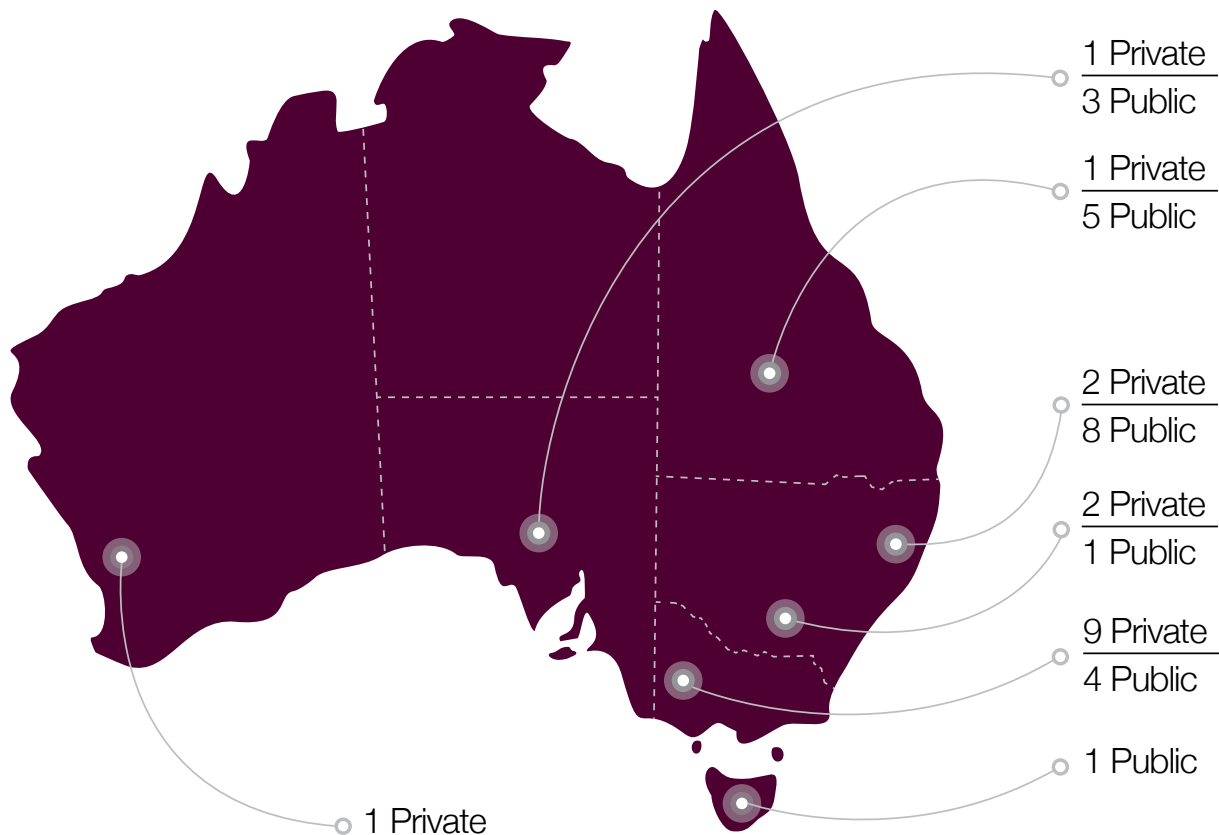 1 Private
3 Public
1 Private
5 Public
2 Private
8 Public
2 Private
1 Public
9 Private
4 Public
1 Public
1 Private